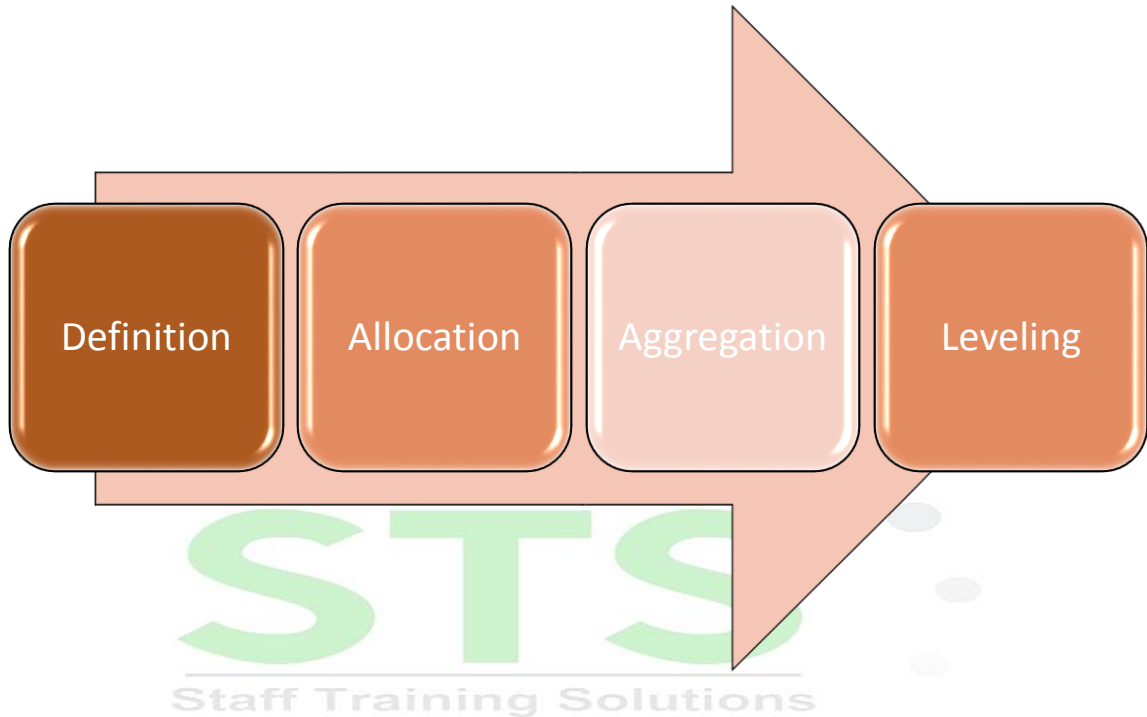 Definition
Allocation
Aggregation
Leveling
STS
Staff Training Solutions